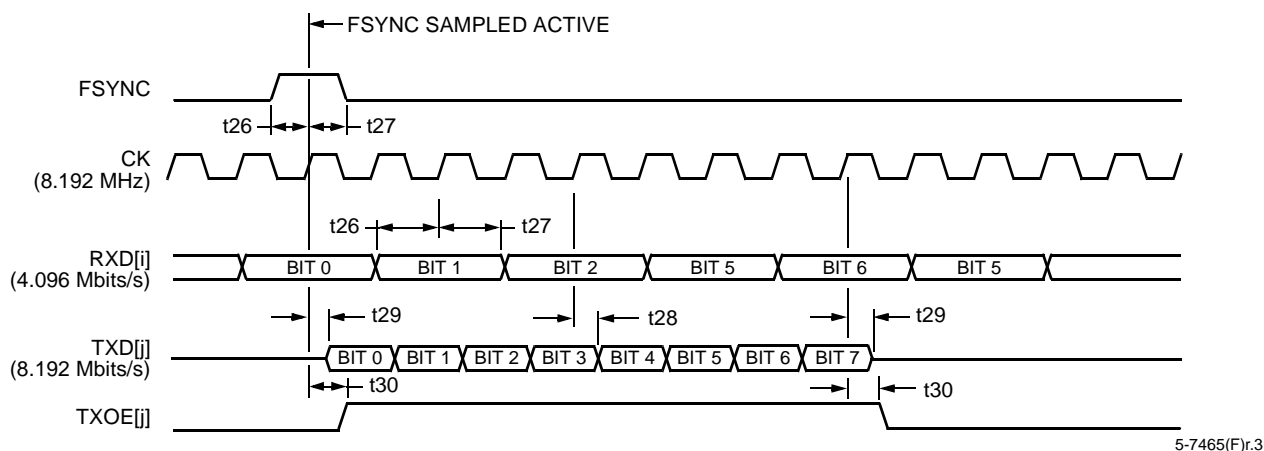 FSYNC SAMPLED ACTIVE
FSYNC
t26
t27
CK
(8.192 MHz)
t26
t27
RXD[i]
(4.096 Mbits/s)
BIT 0 BIT 1 BIT 2 BIT 5 BIT 6 BIT 5
t29
t28
t29
TXD[j]
(8.192 Mbits/s)
BIT 0 BIT 1 BIT 2 BIT 3 BIT 4 BIT 5 BIT 6 BIT 7
t30
t30
TXOE[j]
5-7465(F)r.3